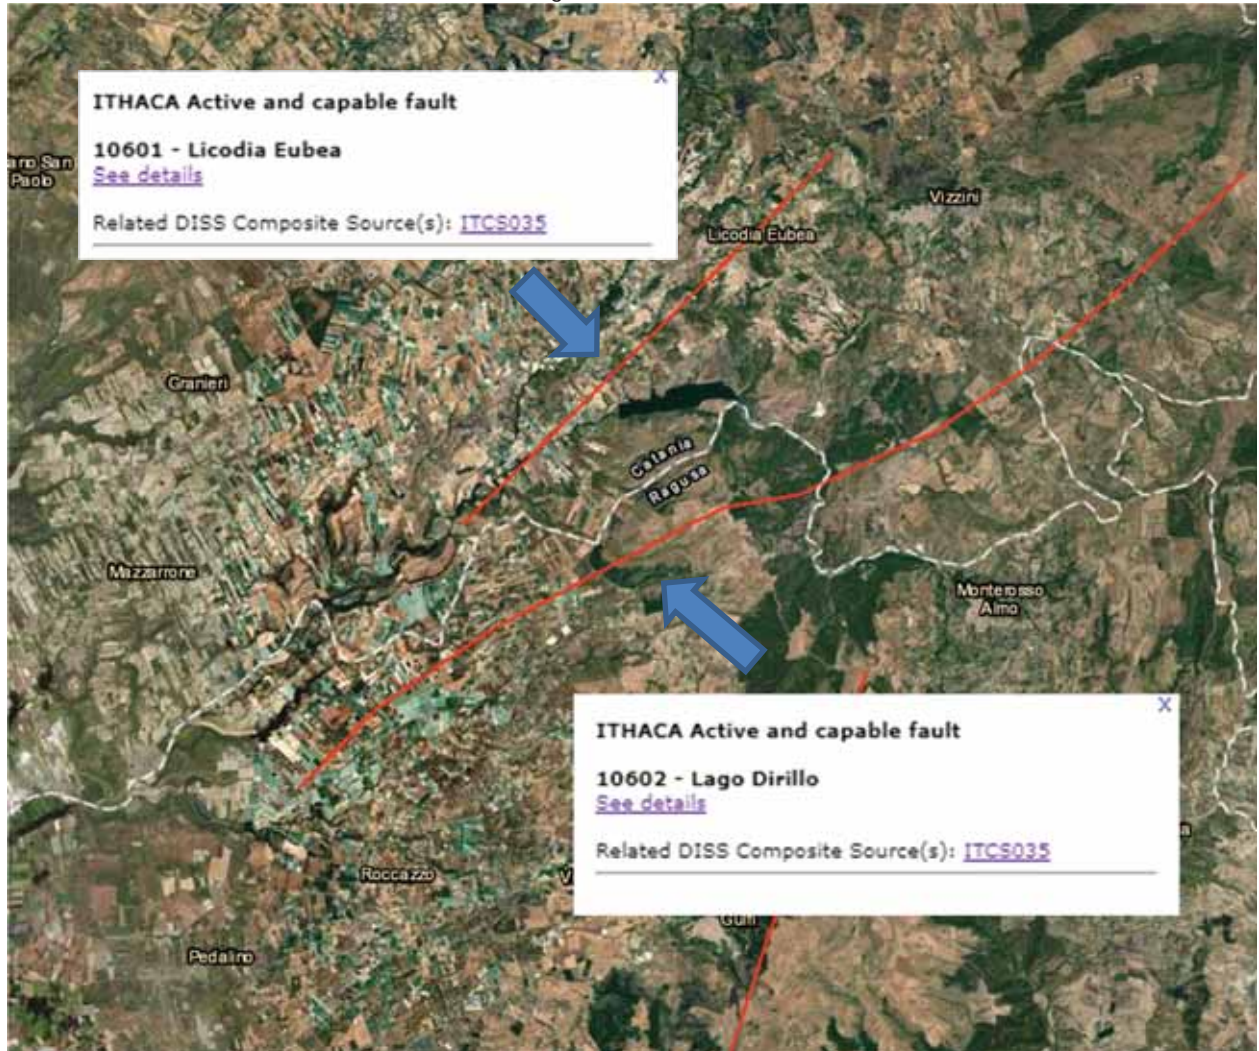 X
ITHACA Active and capable fault
10601 - Licodia Eubea
See details
Related DISS Composite Source(s): ITCS035
San
Paolo
Vizzini
Licodia Eubea
Granieri
Catania
Ragusa
Mazzarrone
Monterosso
Almo
X
ITHACA Active and capable fault
10602 - Lago Dirillo
See details
Related DISS Composite Source(s): ITCS035
Roccazzo
Pedalino